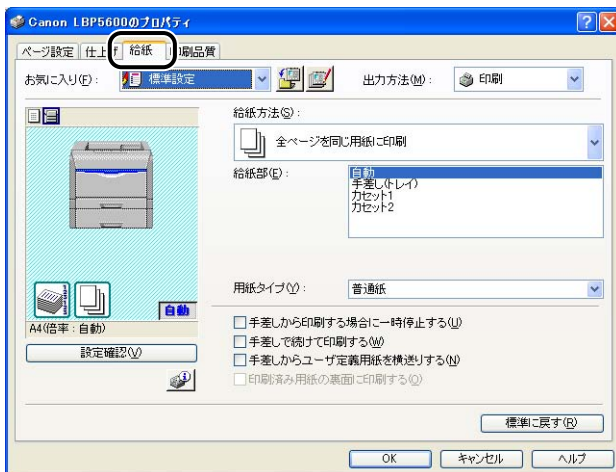 Canon LBP5600のプロパティ
ページ設定 仕上げ 給紙 印刷品質
お気に入り(F): 標準設定 出力方法(M): 印刷
給紙方法(S):
全ページを同じ用紙に印刷
給紙部(E):
自動
手差し(トレイ)
カセット1
カセット2
自動
A4(倍率:自動)
用紙タイプ(Y): 普通紙
設定確認(V)
手差しから印刷する場合に一時停止する(U)
手差しで続けて印刷する(W)
手差しからユーザ定義用紙を横送りする(N)
印刷済み用紙の裏面に印刷する(Q)
標準に戻す(R)
OK キャンセル ヘルプ